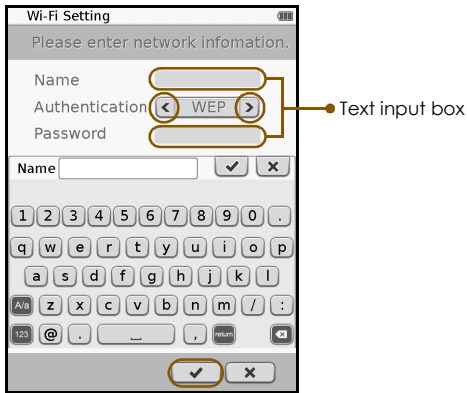 Wi-Fi Setting
Please enter network infomation.
Name
Authentication < WEP >
Text input box
Password
Name
1 2 3 4 5 6 7 8 9 0 .
q w e r t y u i o p
a s d f g h j k l
A/a z x c v b n m / :
123 @ . , return